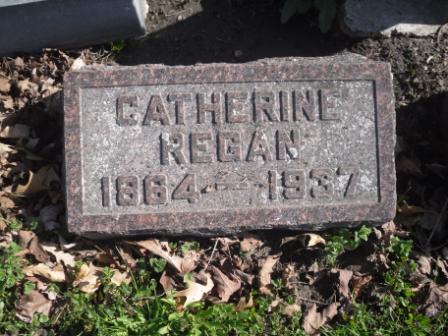 CATHERINE
REGAN
1864-1937